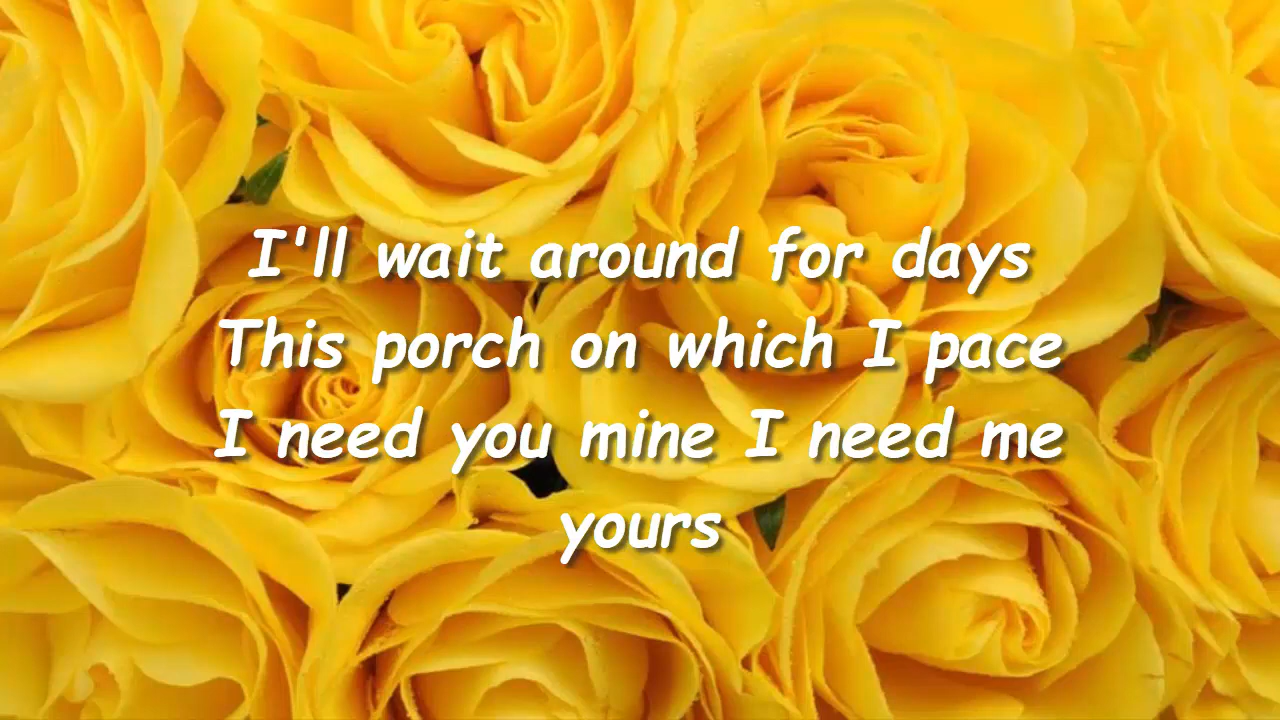 I'll wait around for days
This porch on which I pace
I need you mine I need me
yours